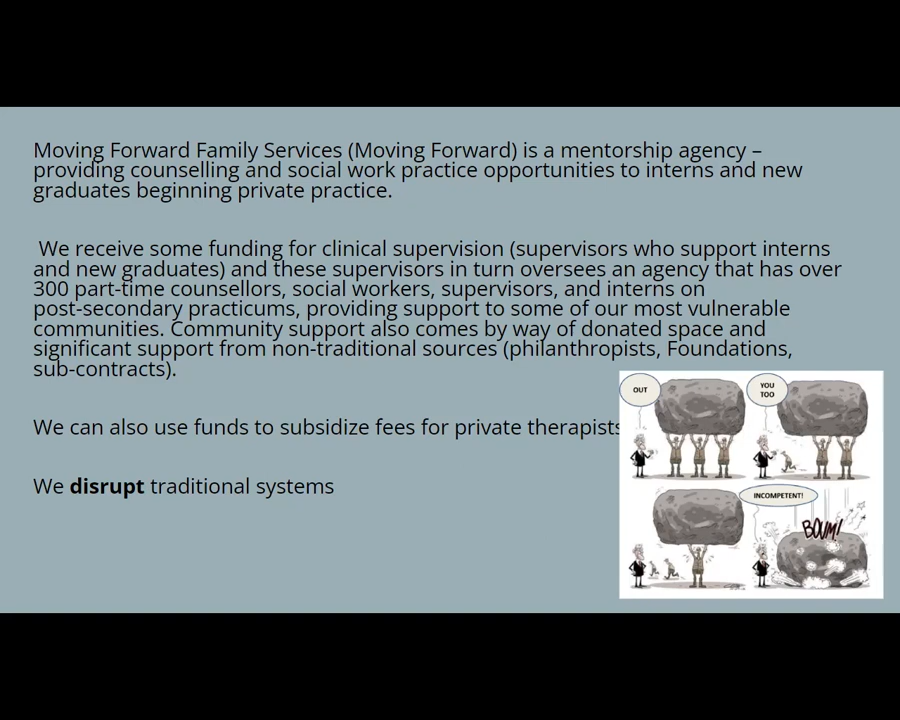 Moving Forward Family Services (Moving Forward) is a mentorship agency –
providing counselling and social work practice opportunities to interns and new
graduates beginning private practice.
We receive some funding for clinical supervision (supervisors who support interns
and new graduates) and these supervisors in turn oversees an agency that has over
300 part-time counsellors, social workers, supervisors, and interns on
post-secondary practicums, providing support to some of our most vulnerable
communities. Community support also comes by way of donated space and
significant support from non-traditional sources (philanthropists, Foundations,
sub-contracts).
We can also use funds to subsidize fees for private therapists
We disrupt traditional systems
OUT
YOU
TOO
INCOMPETENT!
BOUM!